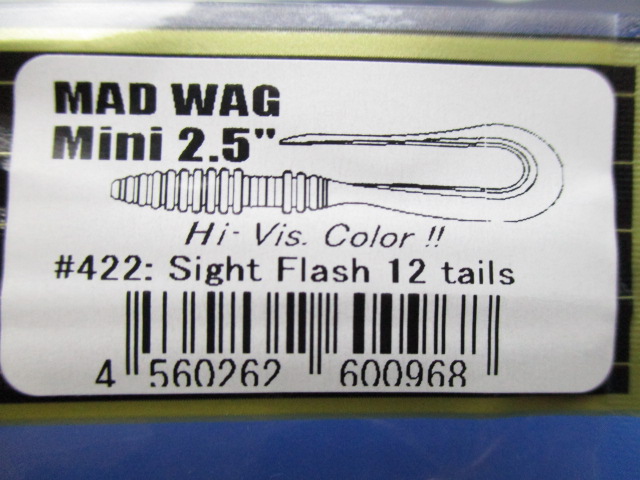 MAD WAG
Mini 2.5"
Hi-Vis. Color !!
#422: Sight Flash 12 tails
4 560262 600968